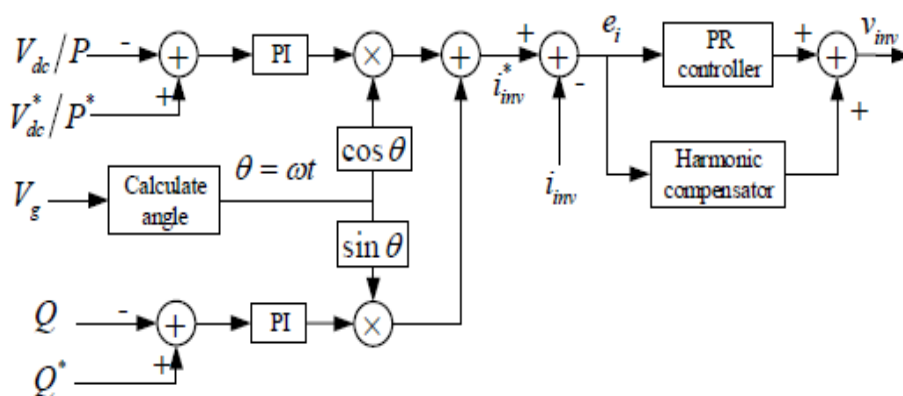 V_dc/P - + PI × + + e_i PR controller + + v_inv
V*_dc/P* + i*_inv - +
cos θ
V_g Calculate angle θ = ωt i_inv Harmonic compensator
sin θ
Q - + PI ×
Q* +